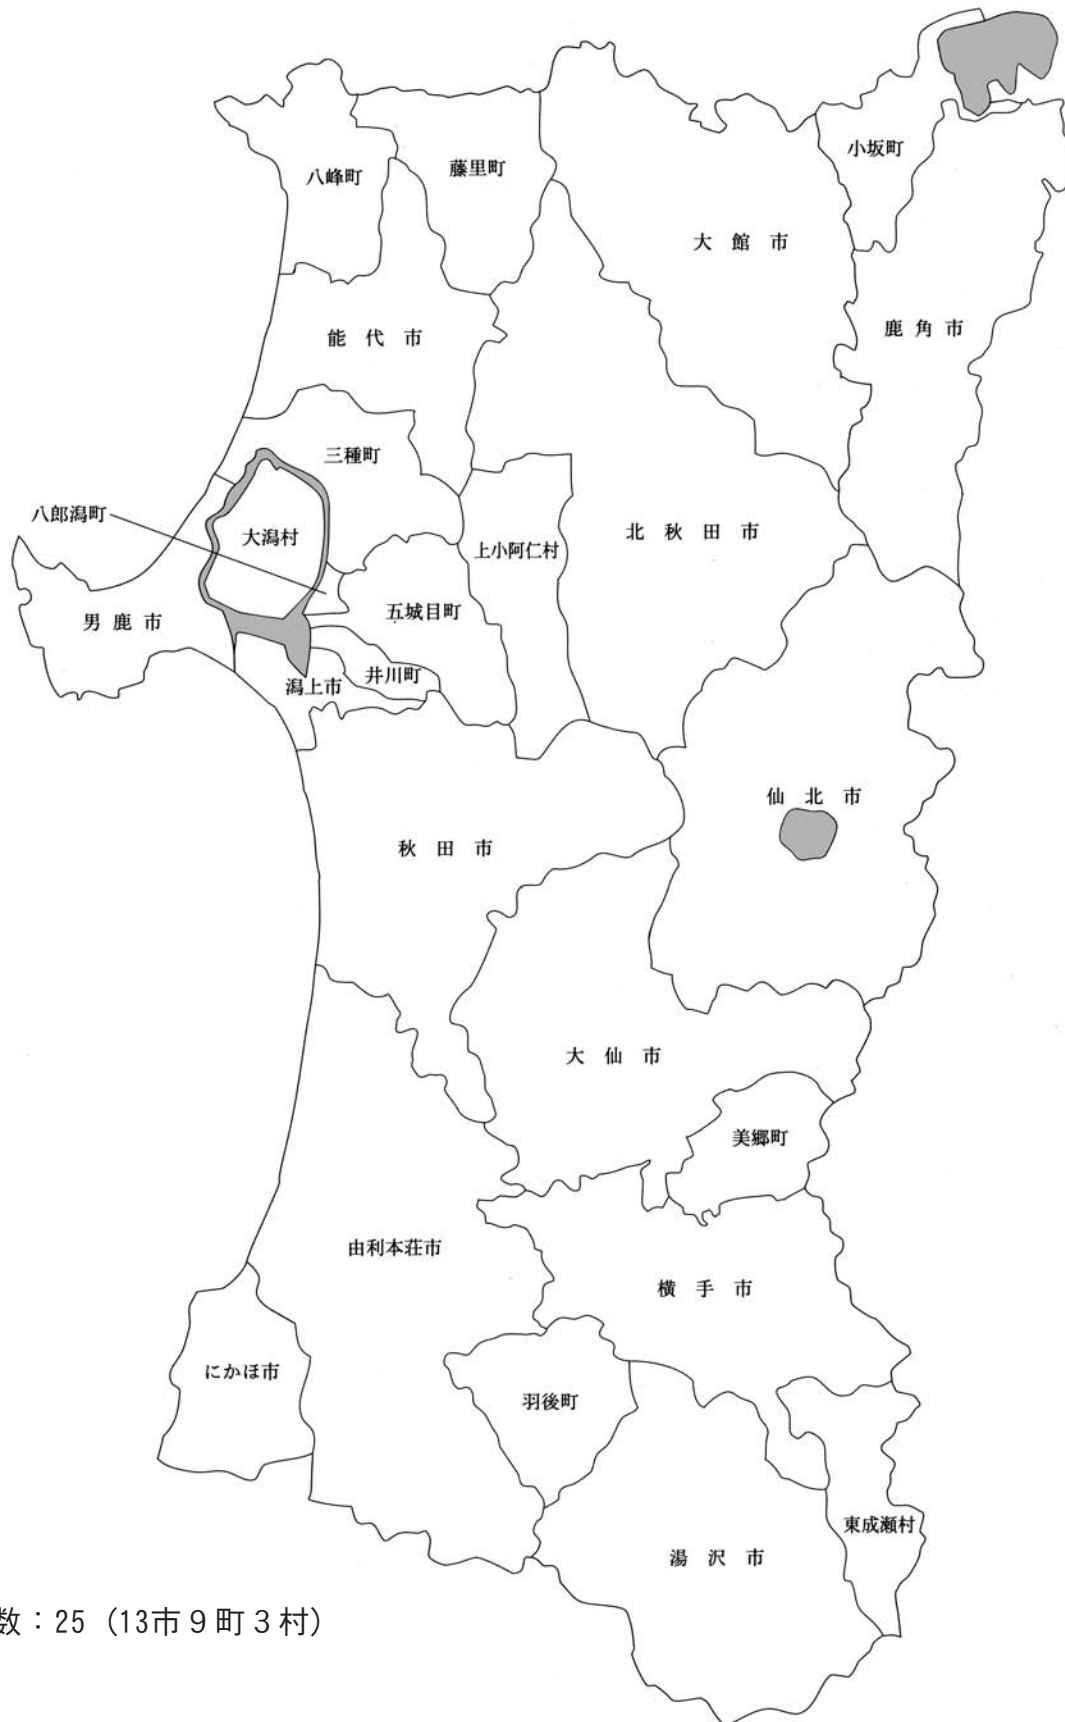 小坂町
八峰町
藤里町
大館市
鹿角市
能代市
三種町
八郎潟町
大潟村
北秋田市
上小阿仁村
男鹿市
五城目町
井川町
潟上市
仙北市
秋田市
大仙市
美郷町
由利本荘市
横手市
にかほ市
羽後町
東成瀬村
湯沢市
数：25 (13市9町3村)